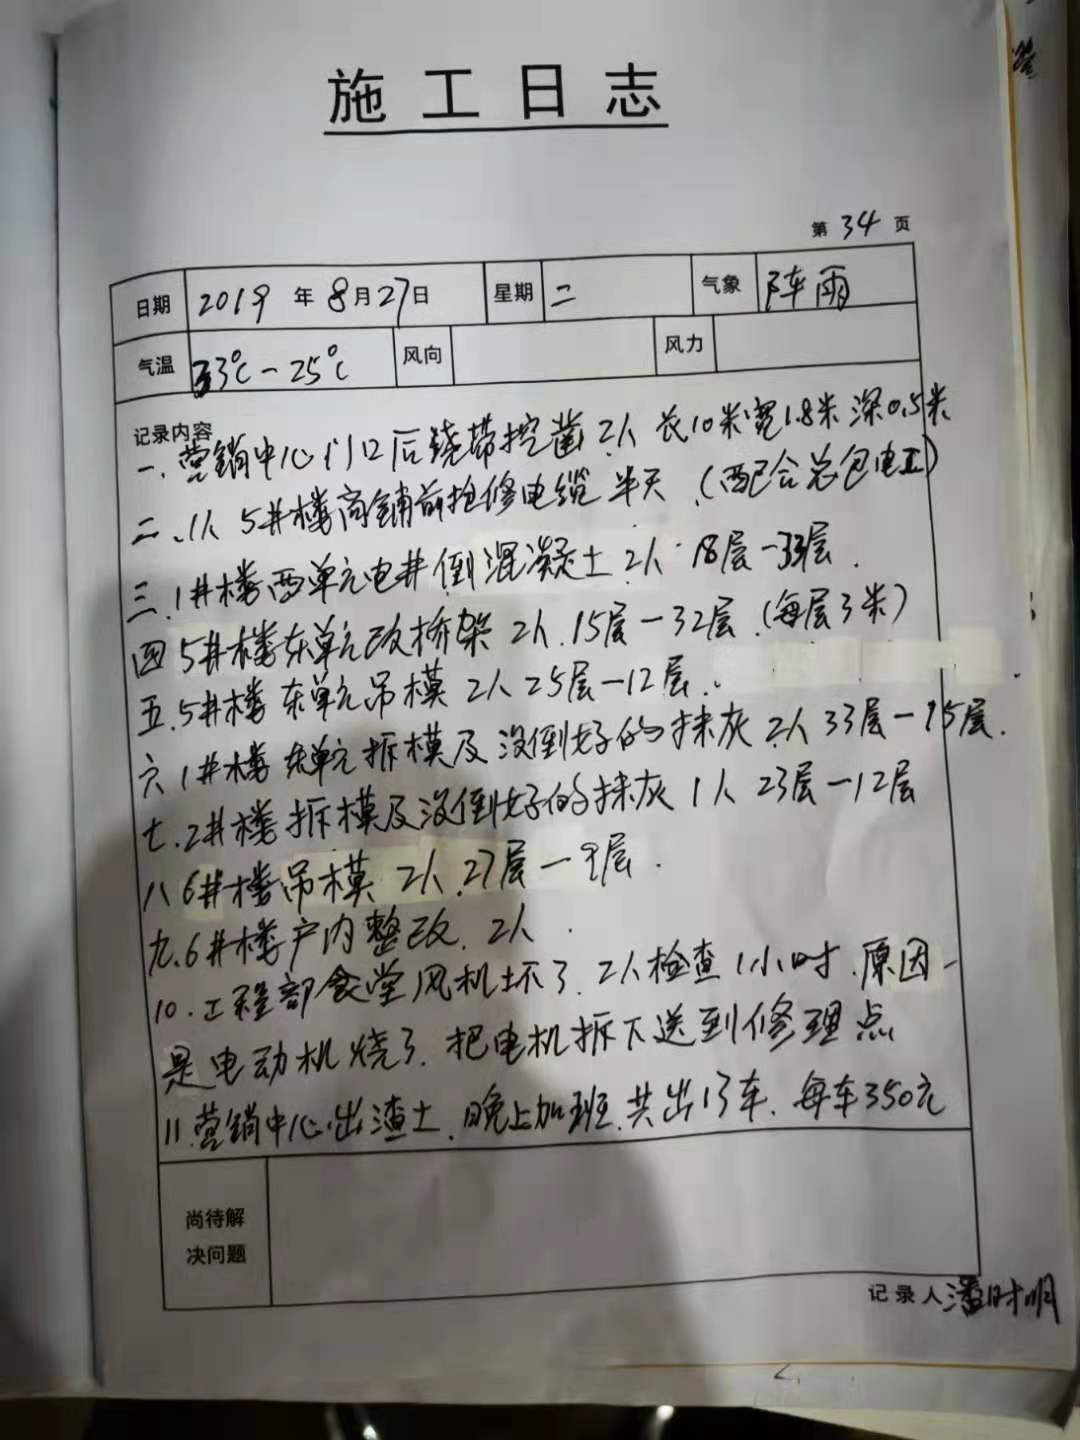 施工日志
第 34 页
日期 2019 年 8月27日 星期 二 气象 阵雨
气温 33℃-25℃ 风向 风力
记录内容
一、营销中心门口后浇带挖凿 2人 长10米宽1.8米深0.5米
二、1人 5#楼商铺前抢修电缆 半天.(配合总包电工)
三.1#楼西单元电井倒混凝土 2人.18层-33层.
四 5#楼东单元改桥架 2人.15层-32层.(每层3米)
五.5#楼东单元吊模 2人 25层-12层.
六 1#楼东单元拆模及没倒好的抹灰 2人 33层-15层.
七.2#楼拆模及没倒好的抹灰 1人 23层-12层
八 6#楼吊模 2人.27层-9层.
九.6#楼户内整改.2人.
10.工程部食堂风机坏了.2人检查1小时.原因-
是电动机烧了.把电机拆下送到修理点
11.营销中心出渣土.晚上加班.共出13车.每车350元
尚待解
决问题
记录人 潘时明